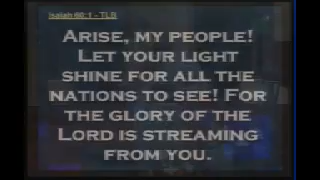 Isaiah 60:1 - TLB
Arise, my people!
Let your light
shine for all the
nations to see! For
the glory of the
Lord is streaming
from you.